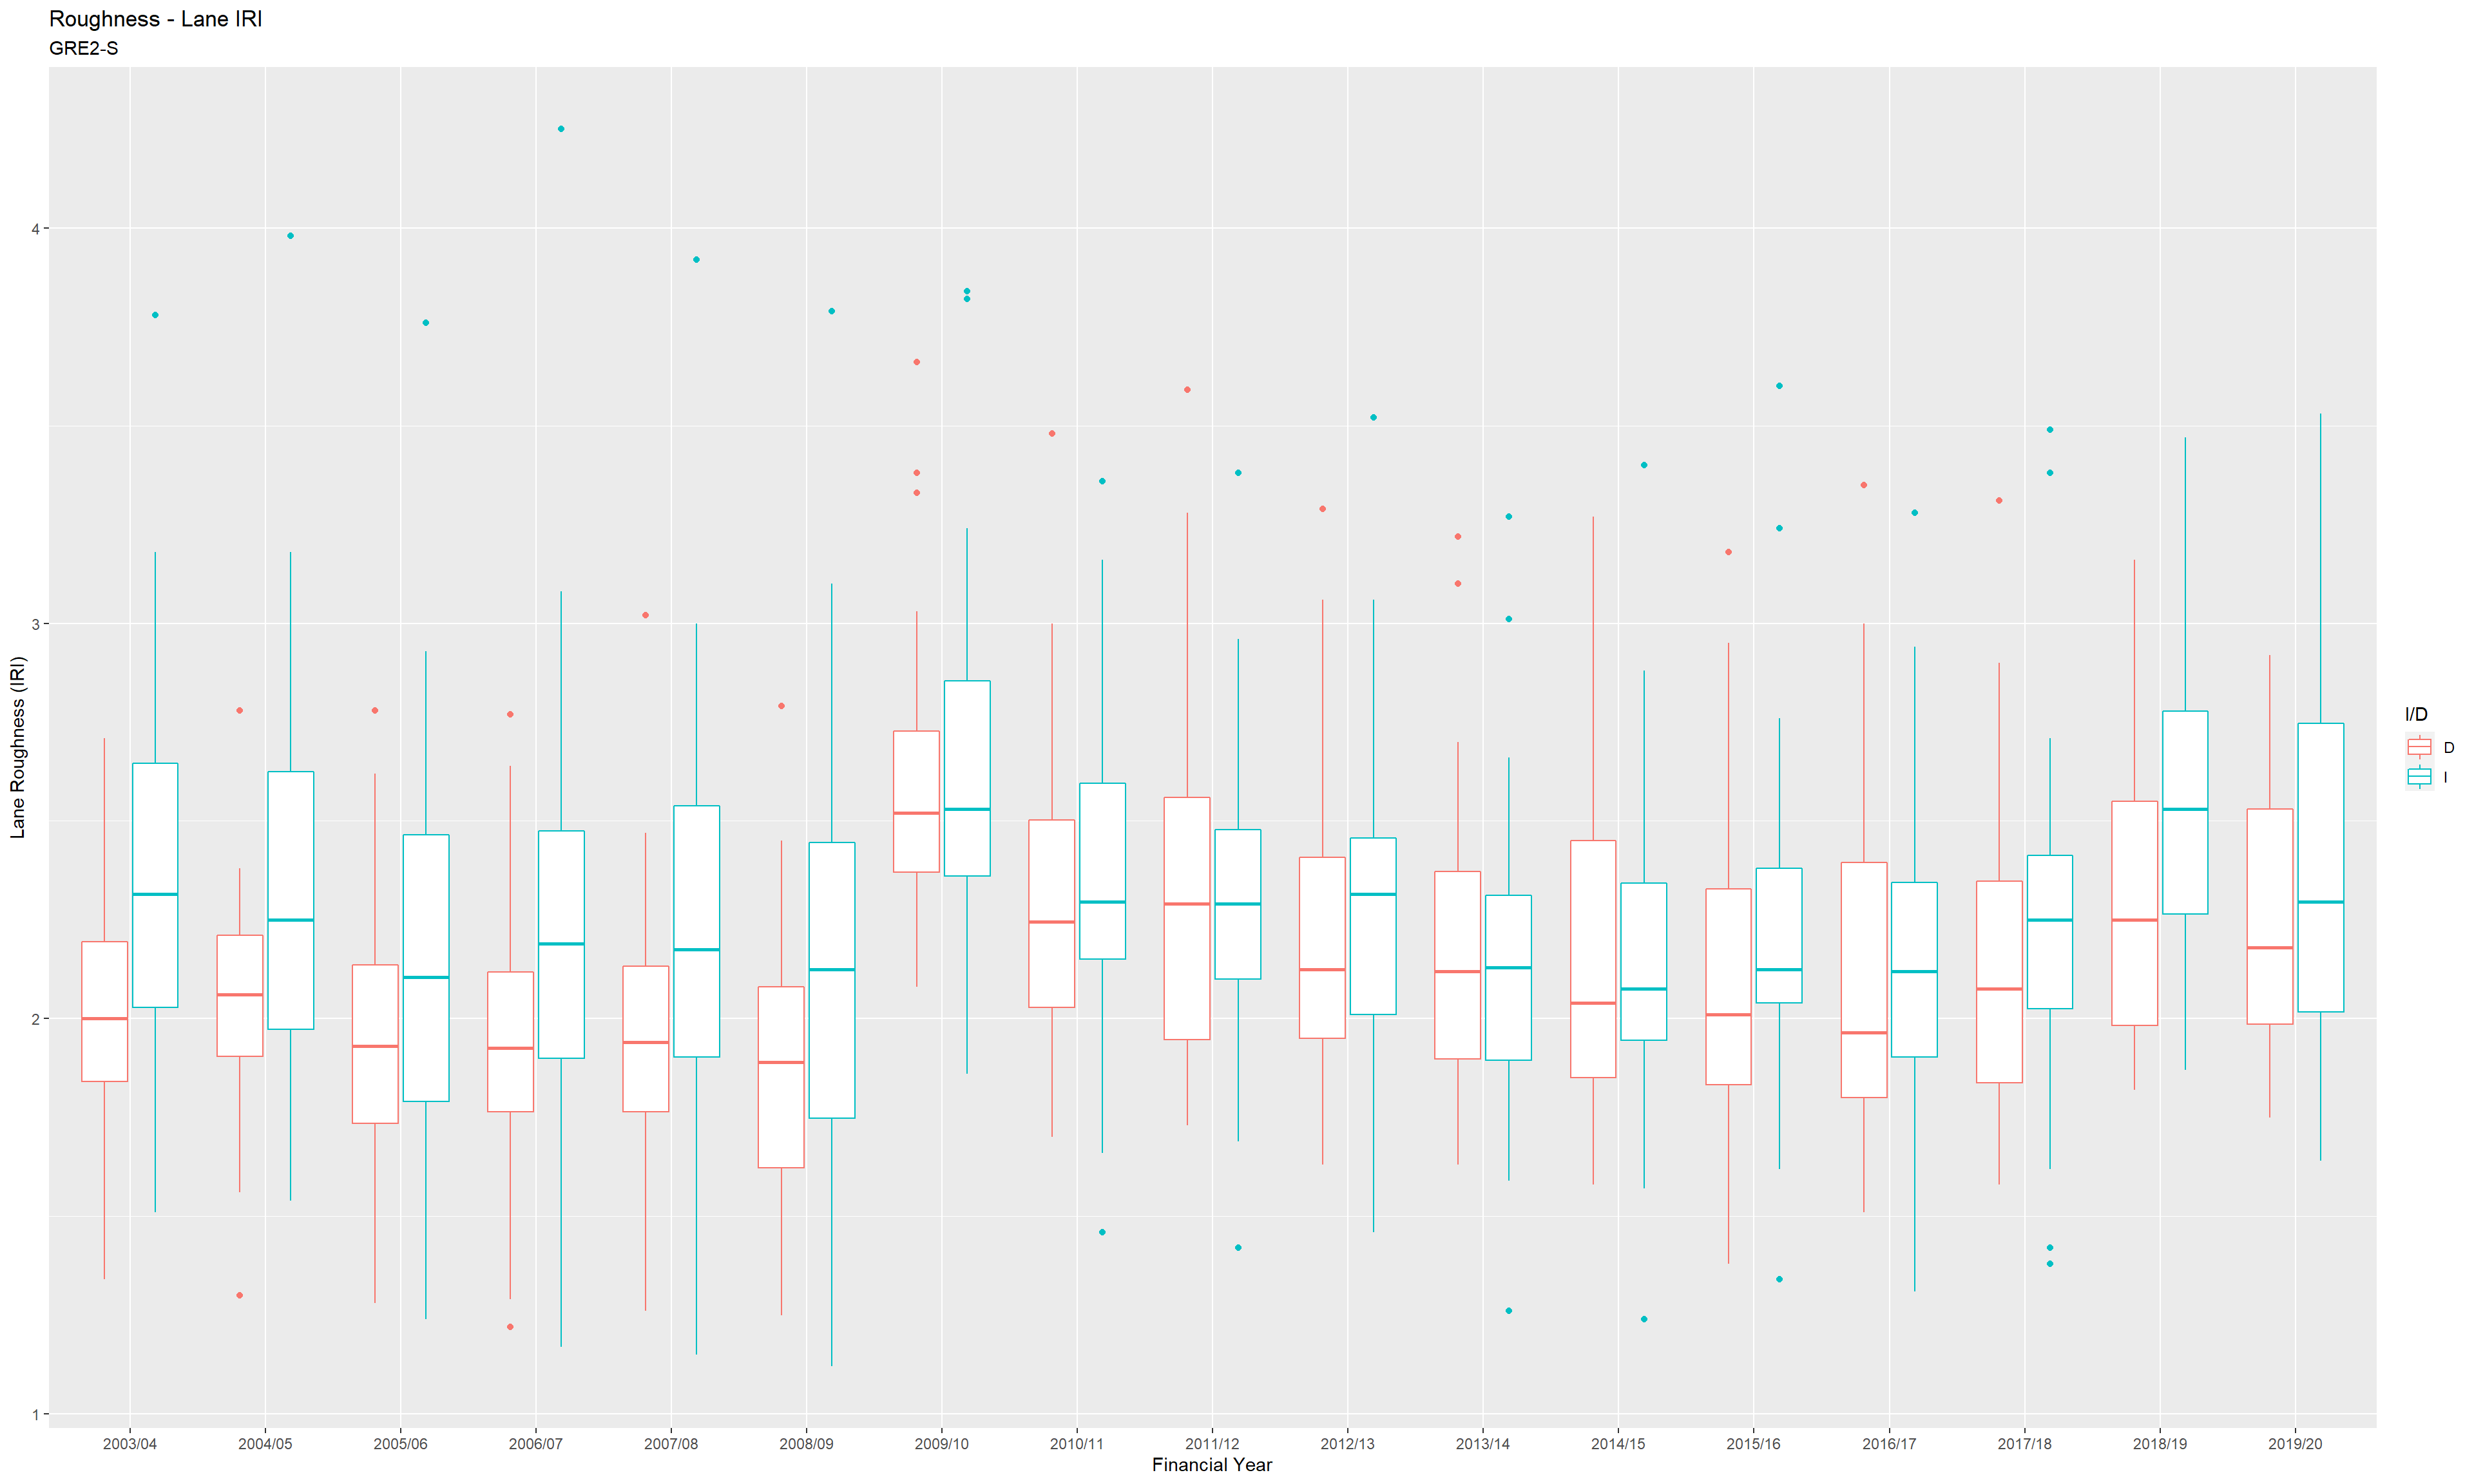 Roughness - Lane IRI
GRE2-S
Lane Roughness (IRI)
4
3
2
1
2003/04 2004/05 2005/06 2006/07 2007/08 2008/09 2009/10 2010/11 2011/12 2012/13 2013/14 2014/15 2015/16 2016/17 2017/18 2018/19 2019/20
Financial Year
I/D
D
I